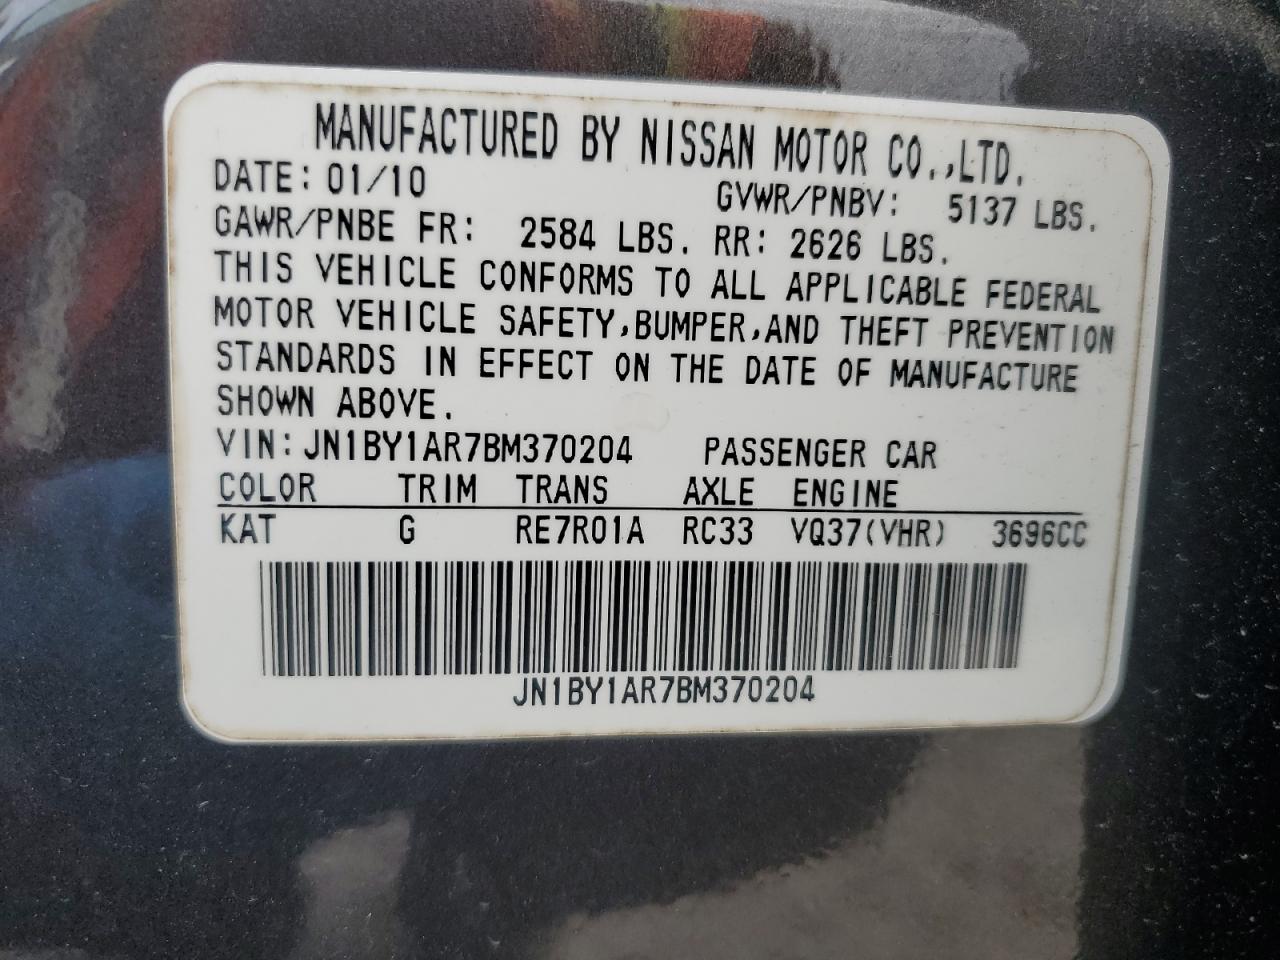 MANUFACTURED BY NISSAN MOTOR CO.,LTD.
DATE: 01/10 GVWR/PNBV: 5137 LBS.
GAWR/PNBE FR: 2584 LBS. RR: 2626 LBS.
THIS VEHICLE CONFORMS TO ALL APPLICABLE FEDERAL
MOTOR VEHICLE SAFETY,BUMPER,AND THEFT PREVENTION
STANDARDS IN EFFECT ON THE DATE OF MANUFACTURE
SHOWN ABOVE.
VIN:JN1BY1AR7BM370204 PASSENGER CAR
COLOR TRIM TRANS AXLE ENGINE
KAT G RE7R01A RC33 VQ37(VHR) 3696CC
JN1BY1AR7BM370204